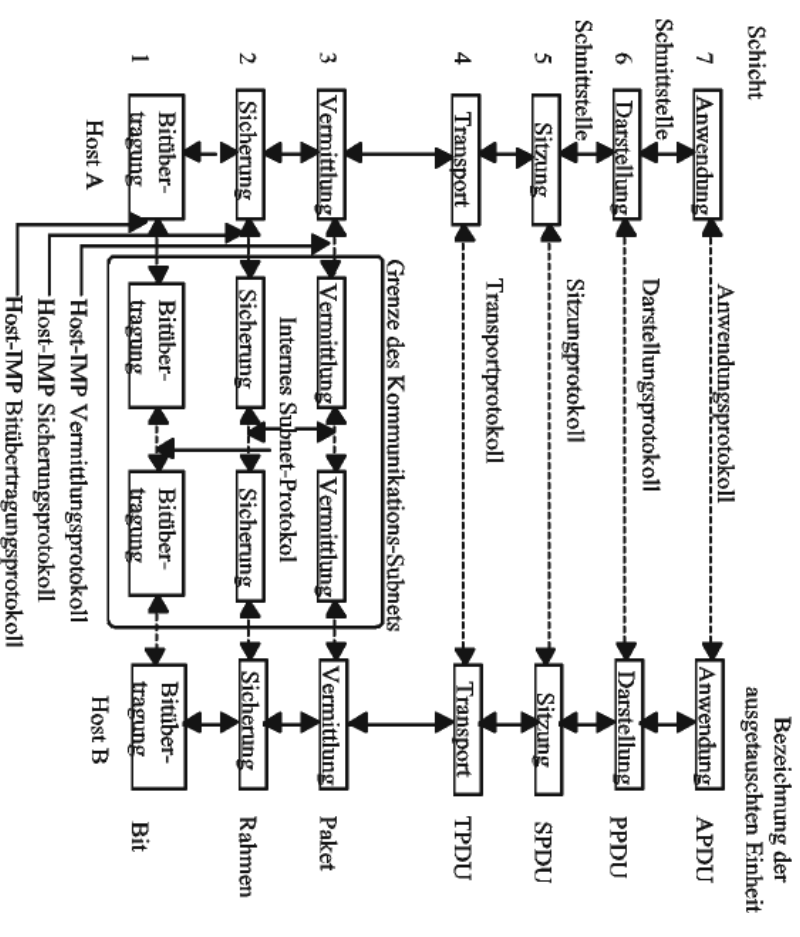 Schicht
Bezeichnung der
ausgetauschten Einheit
7
Anwendung
Anwendungsprotokoll
Anwendung
APDU
Schnittstelle
6
Darstellung
Darstellungsprotokoll
Darstellung
PPDU
Schnittstelle
5
Sitzung
Sitzungprotokoll
Sitzung
SPDU
4
Transport
Transportprotokoll
Transport
TPDU
Grenze des Kommunikations-Subnets
3
Vermittlung
Vermittlung
Vermittlung
Vermittlung
Paket
Internes Subnet-Protokol
2
Sicherung
Sicherung
Sicherung
Sicherung
Rahmen
1
Bitüber-
tragung
Bitüber-
tragung
Bitüber-
tragung
Bitüber-
tragung
Bit
Host A
Host B
Host-IMP Vermittlungsprotokoll
Host-IMP Sicherungsprotokoll
Host-IMP Bitübertragungsprotokoll